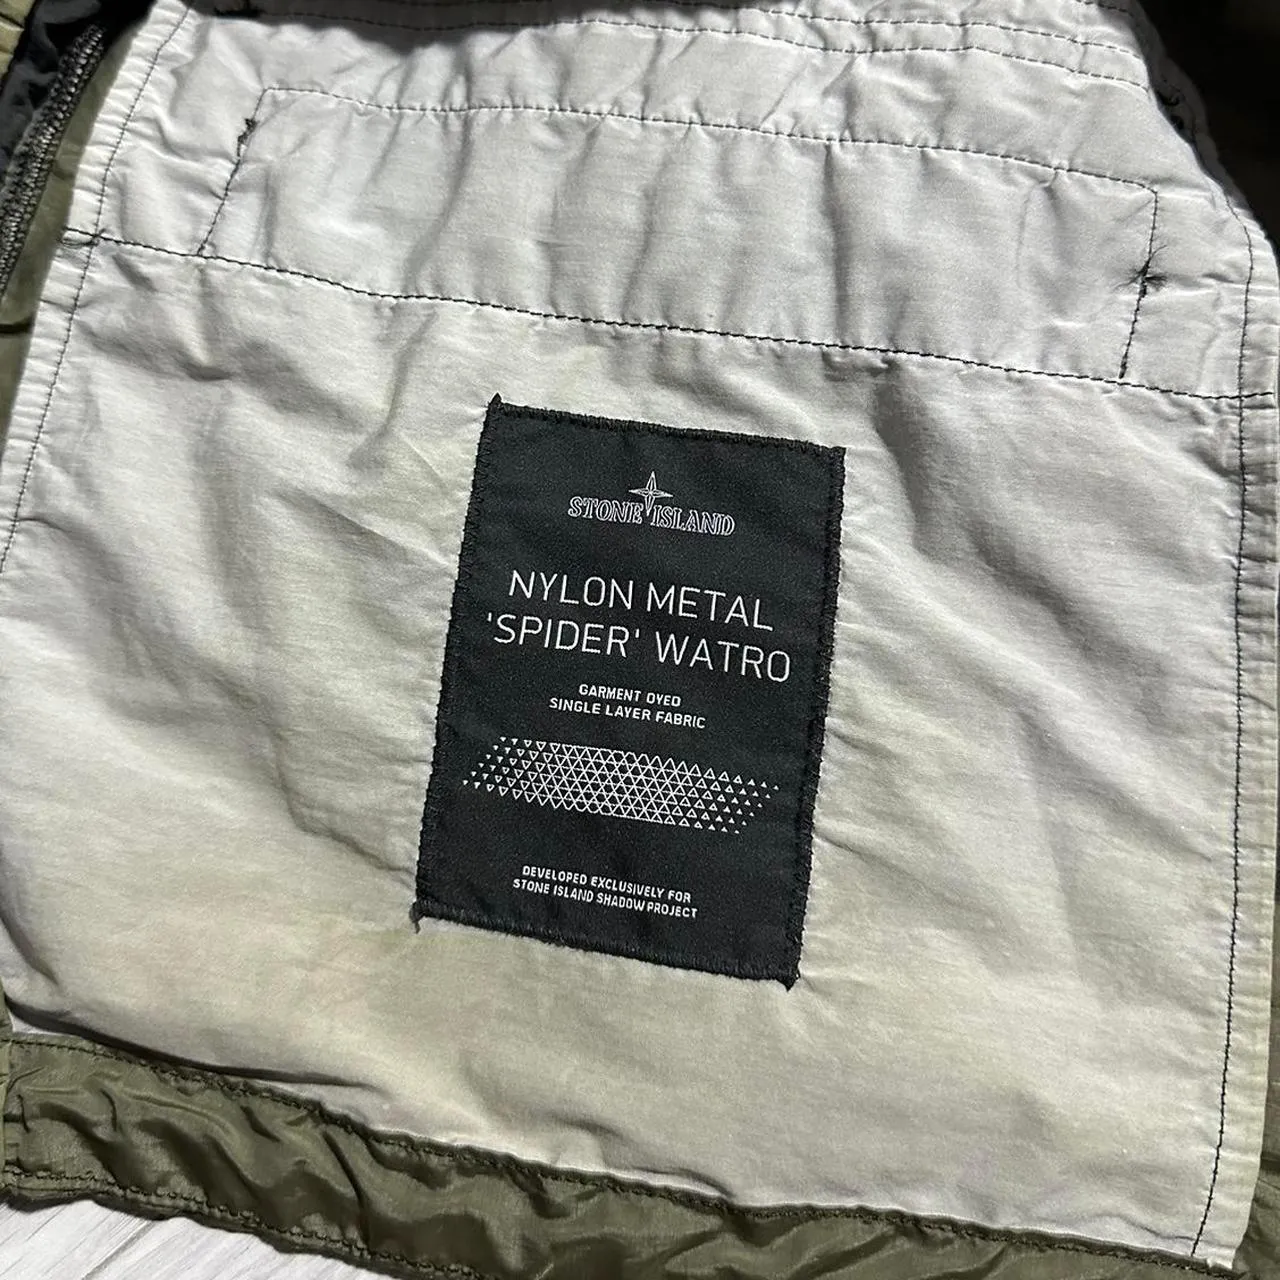 STONE ISLAND
NYLON METAL
'SPIDER' WATRO
GARMENT DYED
SINGLE LAYER FABRIC
DEVELOPED EXCLUSIVELY FOR
STONE ISLAND SHADOW PROJECT